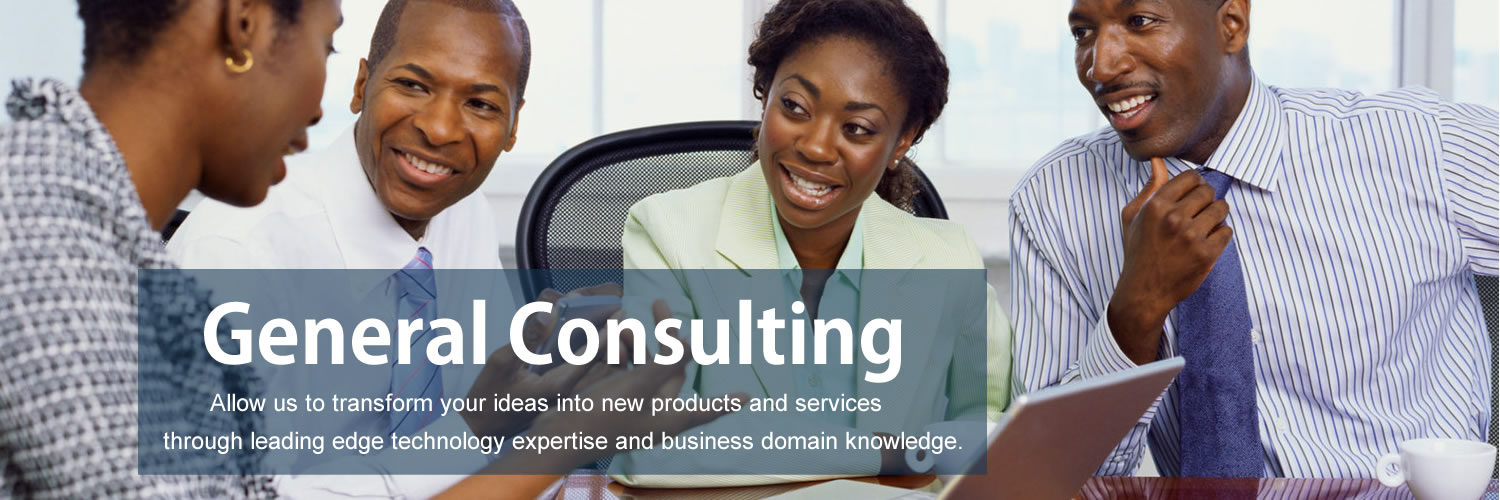 General Consulting
Allow us to transform your ideas into new products and services
through leading edge technology expertise and business domain knowledge.